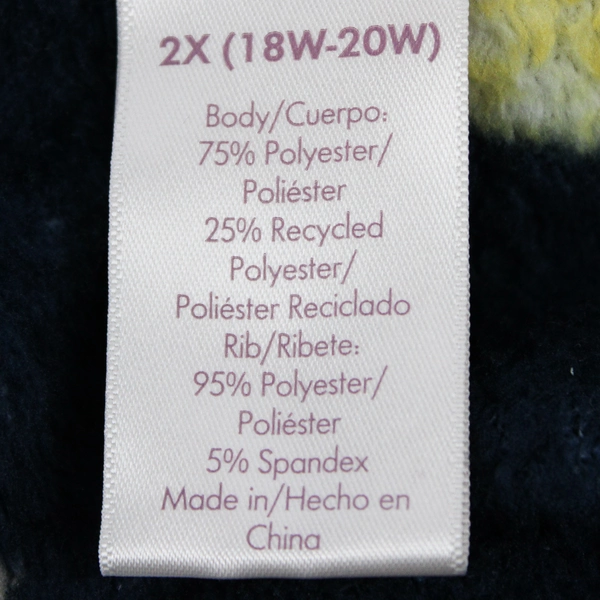 2X (18W-20W)
Body/Cuerpo:
75% Polyester/
Poliéster
25% Recycled
Polyester/
Poliéster Reciclado
Rib/Ribete:
95% Polyester/
Poliéster
5% Spandex
Made in/Hecho en
China